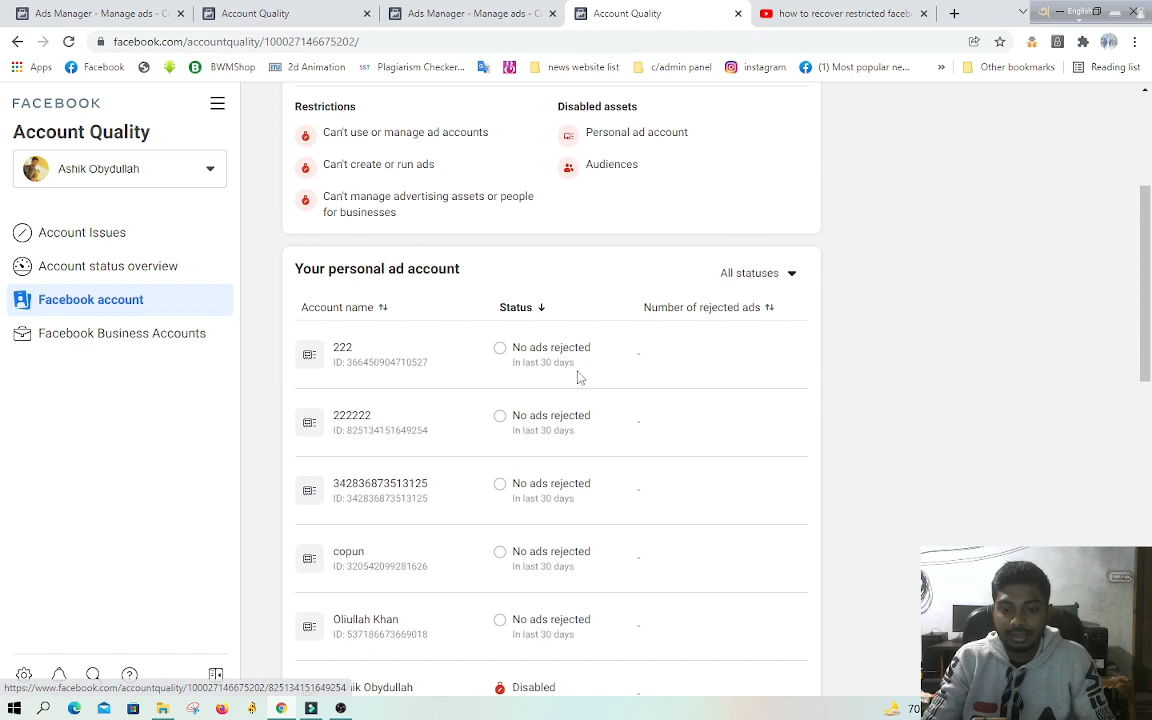 Ads Manager - Manage ads - C
Account Quality
Ads Manager - Manage ads - C
Account Quality
how to recover restricted faceb
English
facebook.com/accountquality/100027146675202/
Apps
Facebook
BWMShop
2d Animation
SST
Plagiarism Checker...
news website list
c/admin panel
instagram
(1) Most popular ne...
»
Other bookmarks
Reading list
FACEBOOK
Account Quality
Ashik Obydullah
Account Issues
Account status overview
Facebook account
Facebook Business Accounts
Restrictions
Can't use or manage ad accounts
Can't create or run ads
Can't manage advertising assets or people
for businesses
Disabled assets
Personal ad account
Audiences
Your personal ad account
All statuses
Account name
Status
Number of rejected ads
222
ID: 366450904710527
No ads rejected
In last 30 days
-
222222
ID: 825134151649254
No ads rejected
In last 30 days
-
342836873513125
ID: 342836873513125
No ads rejected
In last 30 days
-
copun
ID: 320542099281626
No ads rejected
In last 30 days
-
Oliullah Khan
ID: 537186673669018
No ads rejected
In last 30 days
-
ik Obydullah
Disabled
-
https://www.facebook.com/accountquality/100027146675202/825134151649254
70